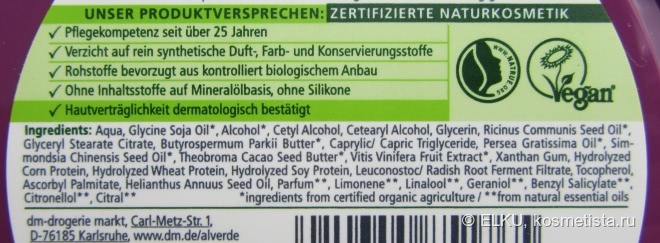 UNSER PRODUKTVERSPRECHEN: ZERTIFIZIERTE NATURKOSMETIK
✓ Pflegekompetenz seit über 25 Jahren
✓ Verzicht auf rein synthetische Duft-, Farb- und Konservierungsstoffe
✓ Rohstoffe bevorzugt aus kontrolliert biologischem Anbau
✓ Ohne Inhaltsstoffe auf Mineralölbasis, ohne Silikone
✓ Hautverträglichkeit dermatologisch bestätigt
WWW.NATRUE.ORG
Vegan
Ingredients: Aqua, Glycine Soja Oil*, Alcohol*, Cetyl Alcohol, Cetearyl Alcohol, Glycerin, Ricinus Communis Seed Oil*,
Glyceryl Stearate Citrate, Butyrospermum Parkii Butter*, Caprylic/ Capric Triglyceride, Persea Gratissima Oil*, Sim-
mondsia Chinensis Seed Oil*, Theobroma Cacao Seed Butter*, Vitis Vinifera Fruit Extract*, Xanthan Gum, Hydrolyzed
Corn Protein, Hydrolyzed Wheat Protein, Hydrolyzed Soy Protein, Leuconostoc/ Radish Root Ferment Filtrate, Tocopherol,
Ascorbyl Palmitate, Helianthus Annuus Seed Oil, Parfum**, Limonene**, Linalool**, Geraniol**, Benzyl Salicylate**,
Citronellol**, Citral** *ingredients from certified organic agriculture / **from natural essential oils
dm-drogerie markt, Carl-Metz-Str. 1,
D-76185 Karlsruhe, www.dm.de/alverde
© ELKU, kosmetista.ru